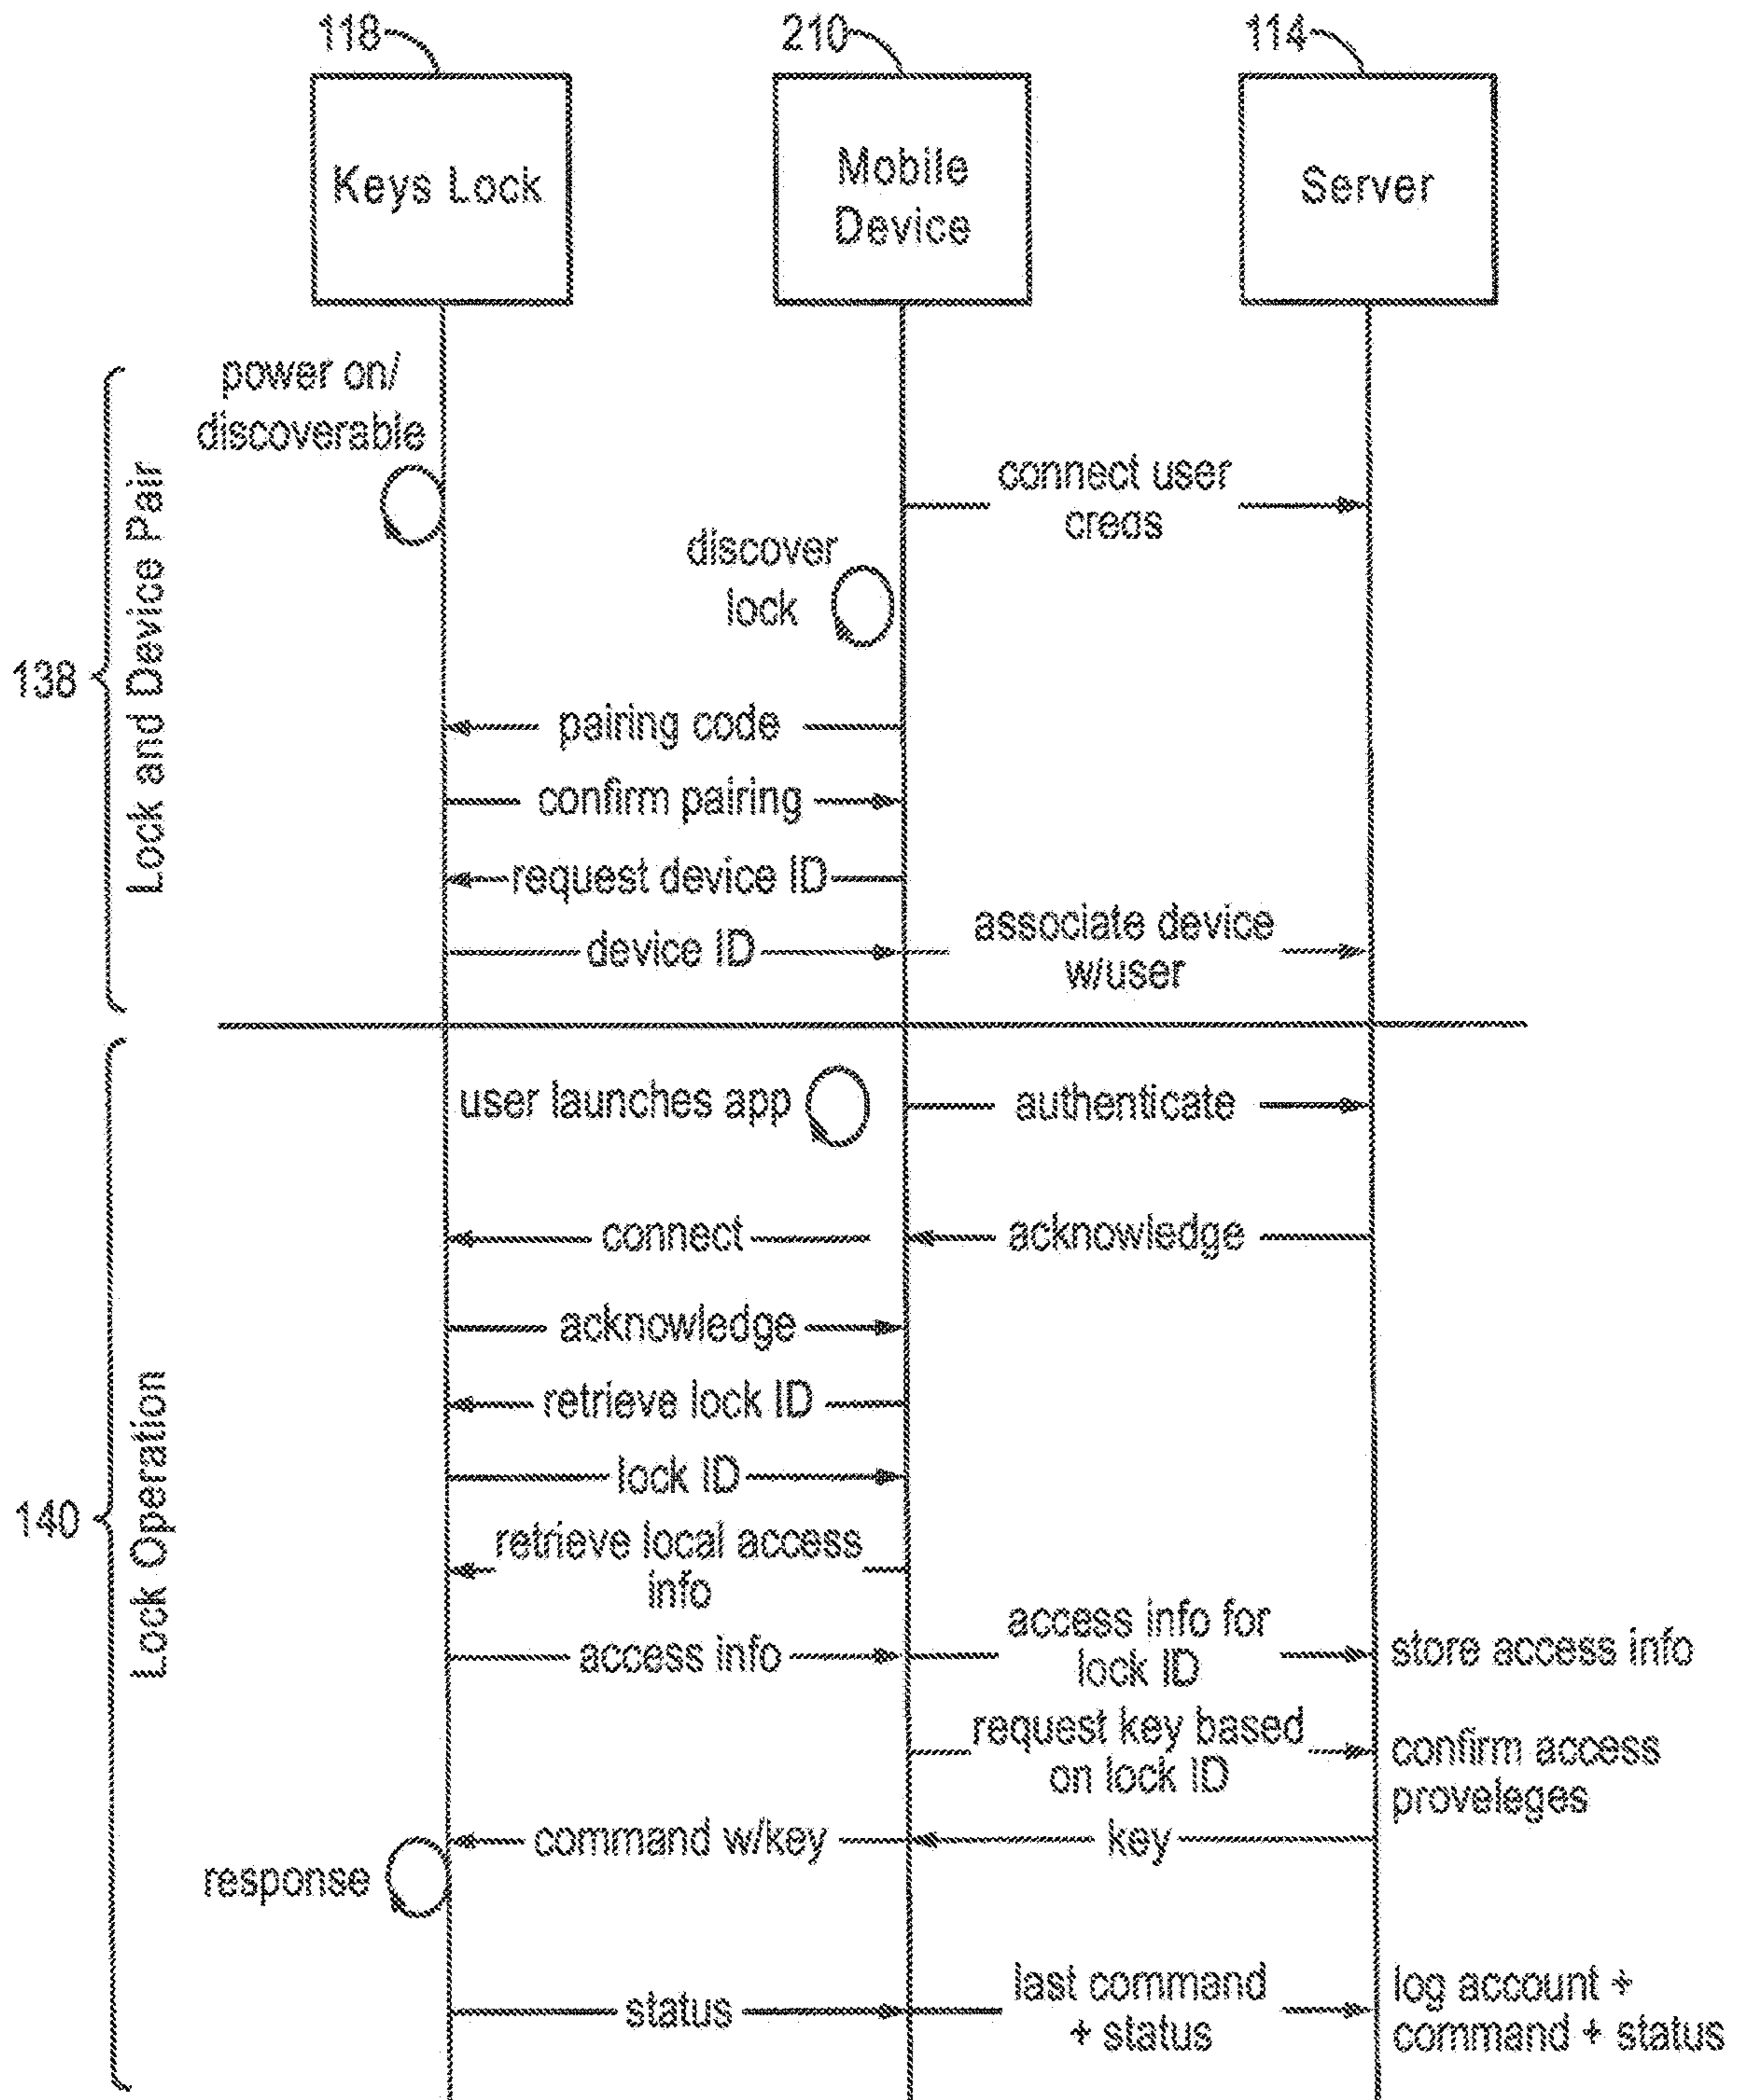 118
210
114
Keys Lock
Mobile
Device
Server
power on/
discoverable
connect user
creds
discover
lock
138
Lock and Device Pair
pairing code
confirm pairing
request device ID
device ID
associate device
w/user
user launches app
authenticate
connect
acknowledge
acknowledge
retrieve lock ID
lock ID
140
Lock Operation
retrieve local access
info
access info
access info for
lock ID
store access info
request key based
on lock ID
confirm access
proveleges
command w/key
key
response
status
last command
+ status
log account +
command + status